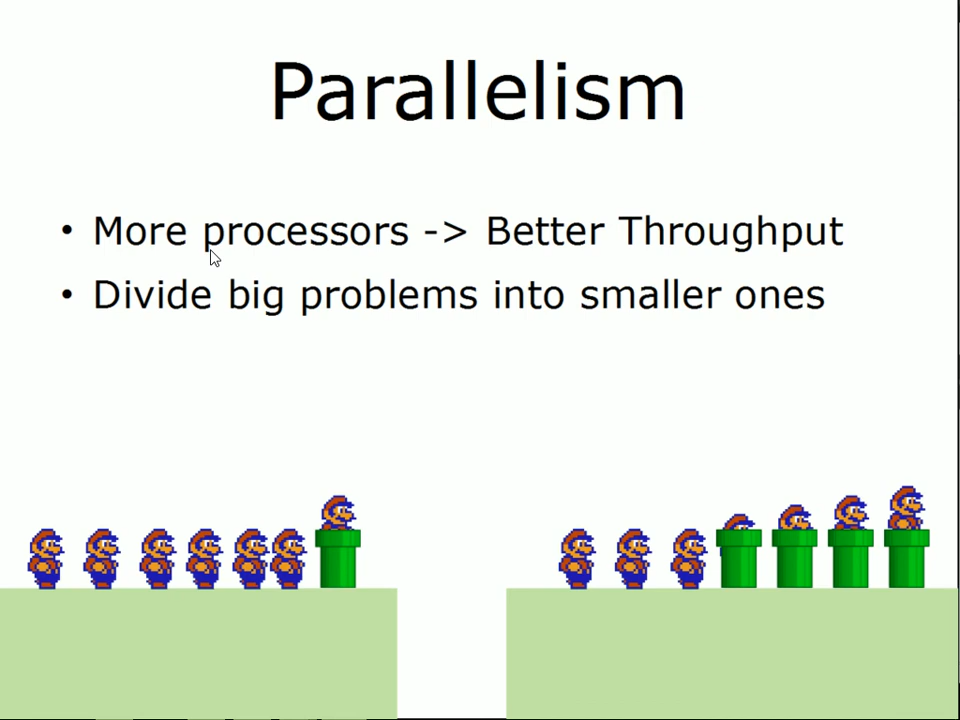 Parallelism
• More processors -> Better Throughput
• Divide big problems into smaller ones